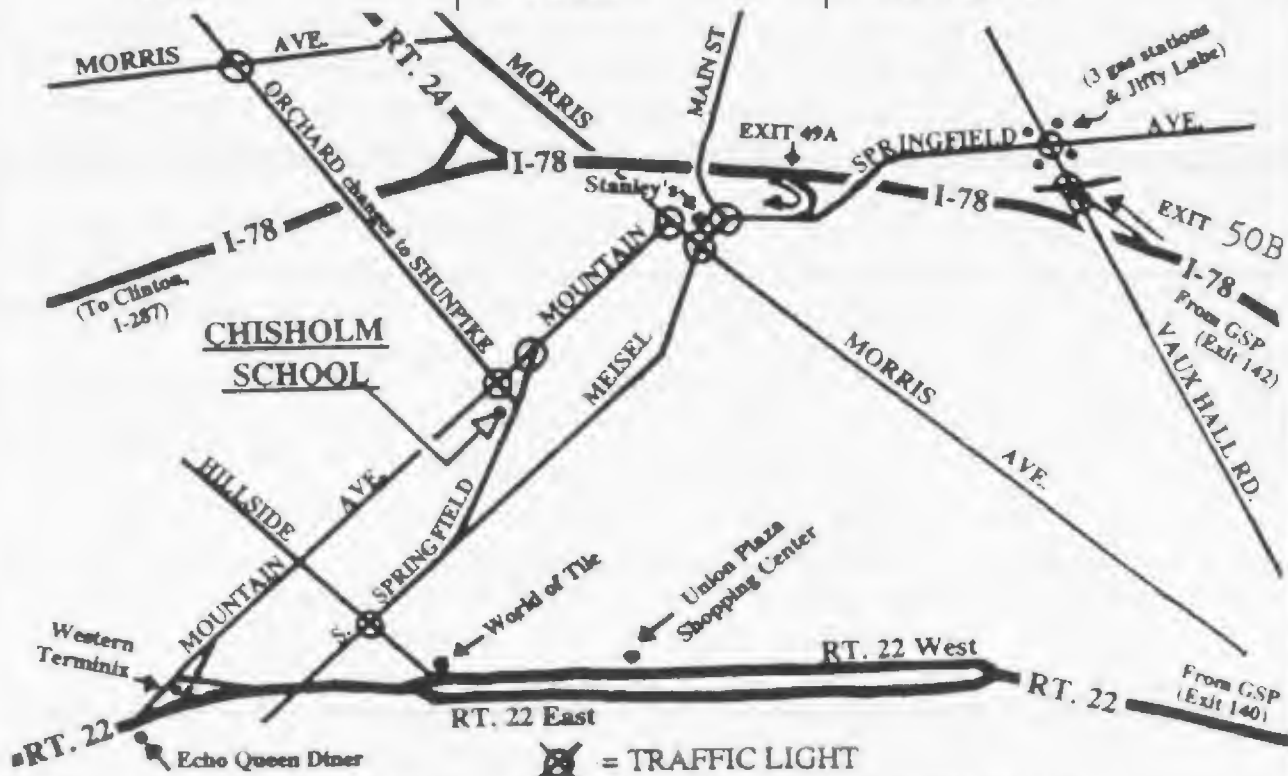 MORRIS AVE.
RT. 24
MORRIS
MAIN ST
(3 gas stations
& Jiffy Lube)
ORCHARD changes to SHUNPIKE
EXIT 49A
SPRINGFIELD AVE.
I-78
Stanley's
I-78
I-78
EXIT 50B
(To Clinton,
I-287)
I-78
From GSP
(Exit 142)
MOUNTAIN
CHISHOLM
SCHOOL
MEISEL
MORRIS AVE.
VAUX HALL RD.
HILLSIDE
MOUNTAIN AVE.
S. SPRINGFIELD
World of Tile
Union Plaza
Shopping Center
Western
Terminix
RT. 22 West
RT. 22
From GSP
(Exit 140)
RT. 22 East
RT. 22
Echo Queen Diner
= TRAFFIC LIGHT